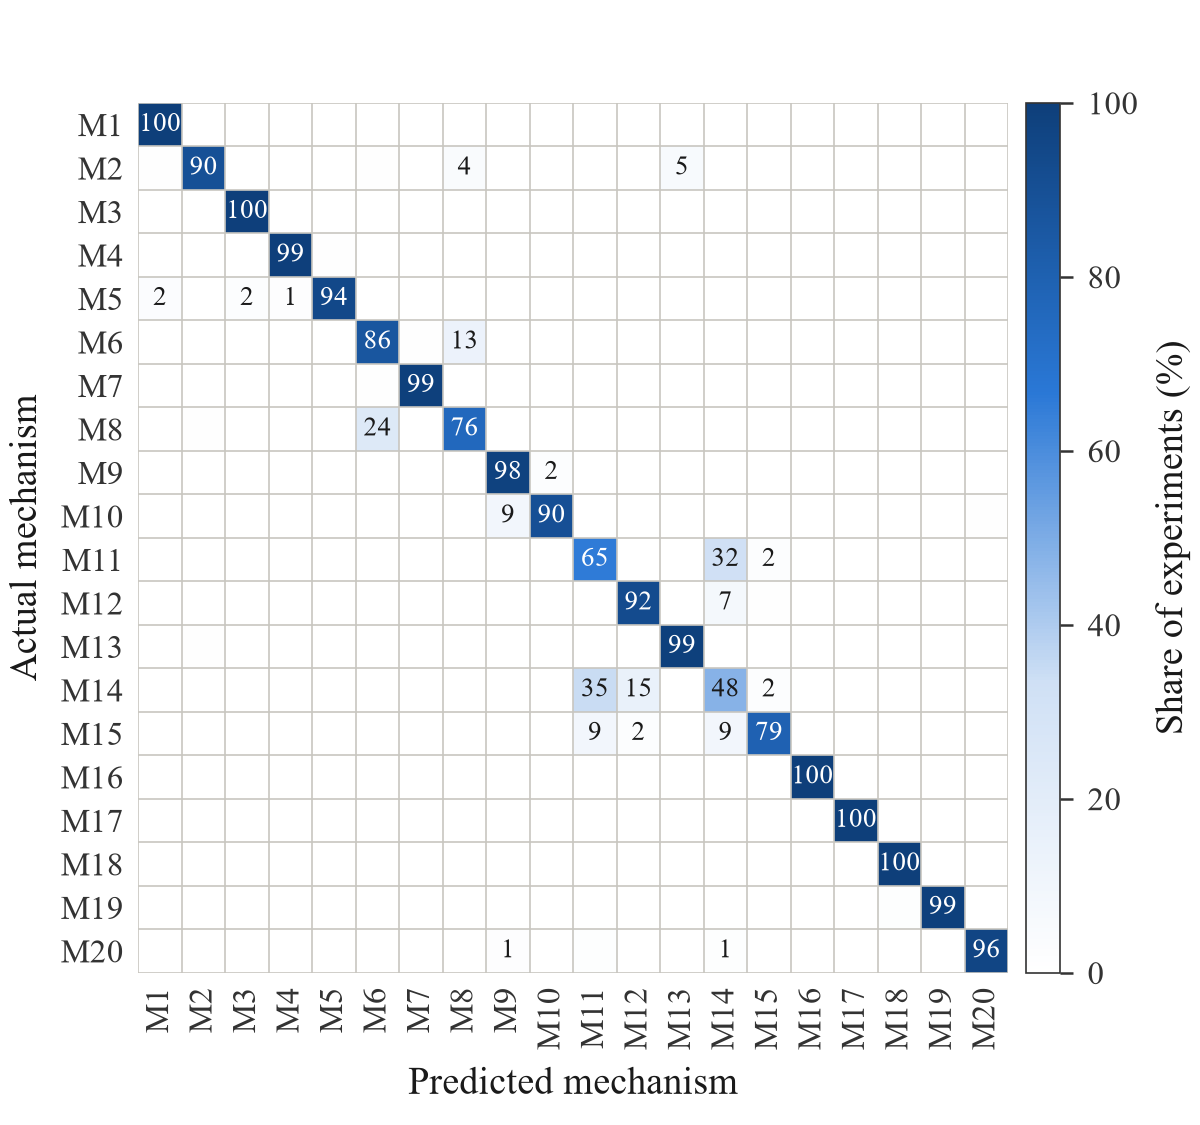 M1 100
M2 90 4 5
M3 100
M4 99
M5 2 2 1 94
M6 86 13
M7 99
M8 24 76
M9 98 2
M10 9 90
M11 65 32 2
M12 92 7
M13 99
M14 35 15 48 2
M15 9 2 9 79
M16 100
M17 100
M18 100
M19 99
M20 1 1 96
M1 M2 M3 M4 M5 M6 M7 M8 M9 M10 M11 M12 M13 M14 M15 M16 M17 M18 M19 M20
Predicted mechanism
Actual mechanism
100
80
60
40
20
0
Share of experiments (%)